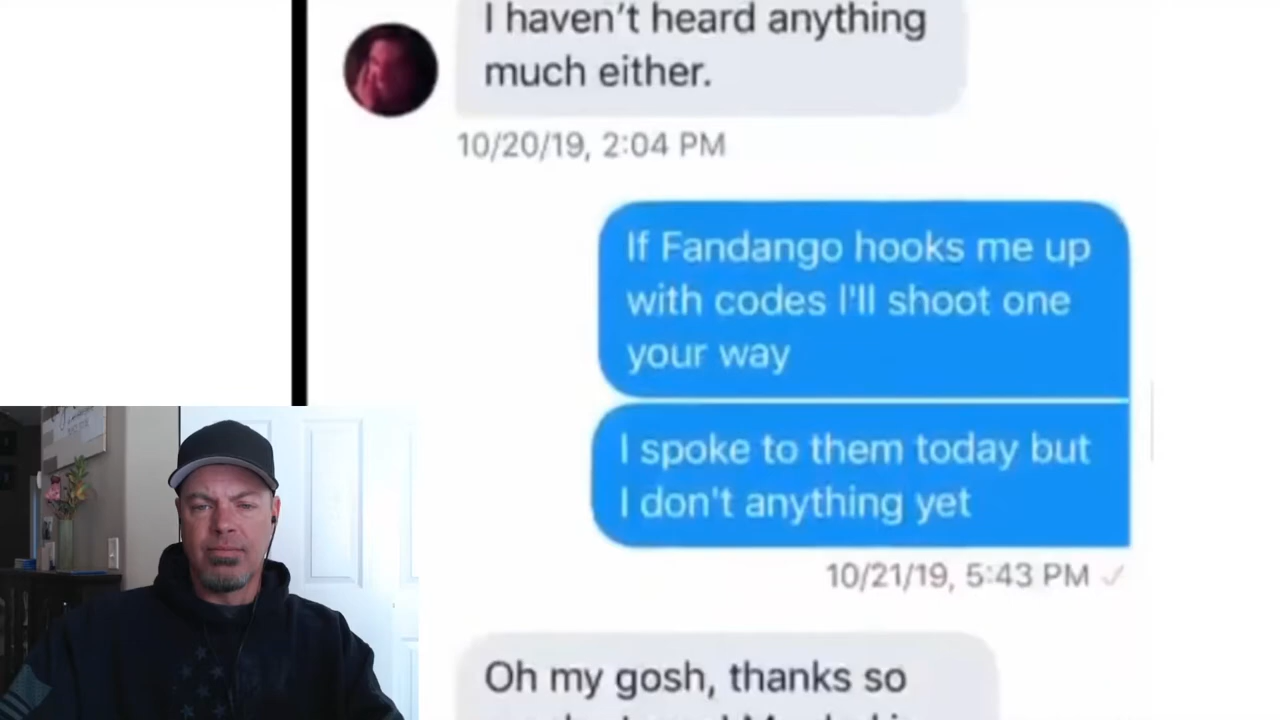 I haven't heard anything
much either.
10/20/19, 2:04 PM
If Fandango hooks me up
with codes I'll shoot one
your way
I spoke to them today but
I don't anything yet
10/21/19, 5:43 PM
Oh my gosh, thanks so